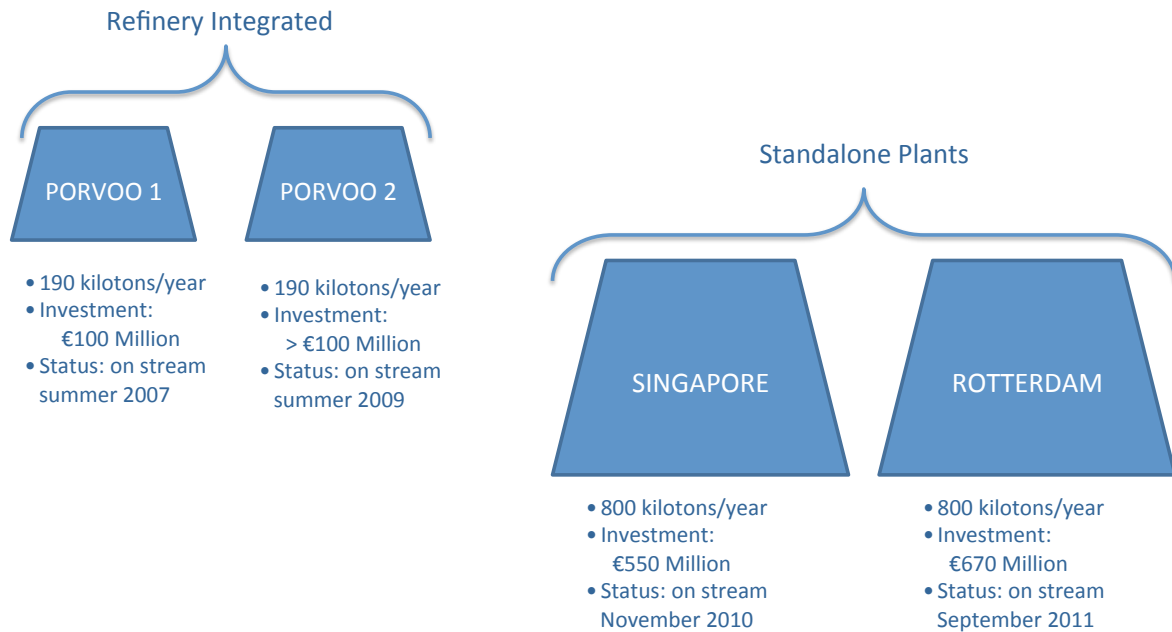 Refinery Integrated
PORVOO 1
• 190 kilotons/year
• Investment:
€100 Million
• Status: on stream
summer 2007
PORVOO 2
• 190 kilotons/year
• Investment:
> €100 Million
• Status: on stream
summer 2009
Standalone Plants
SINGAPORE
• 800 kilotons/year
• Investment:
€550 Million
• Status: on stream
November 2010
ROTTERDAM
• 800 kilotons/year
• Investment:
€670 Million
• Status: on stream
September 2011